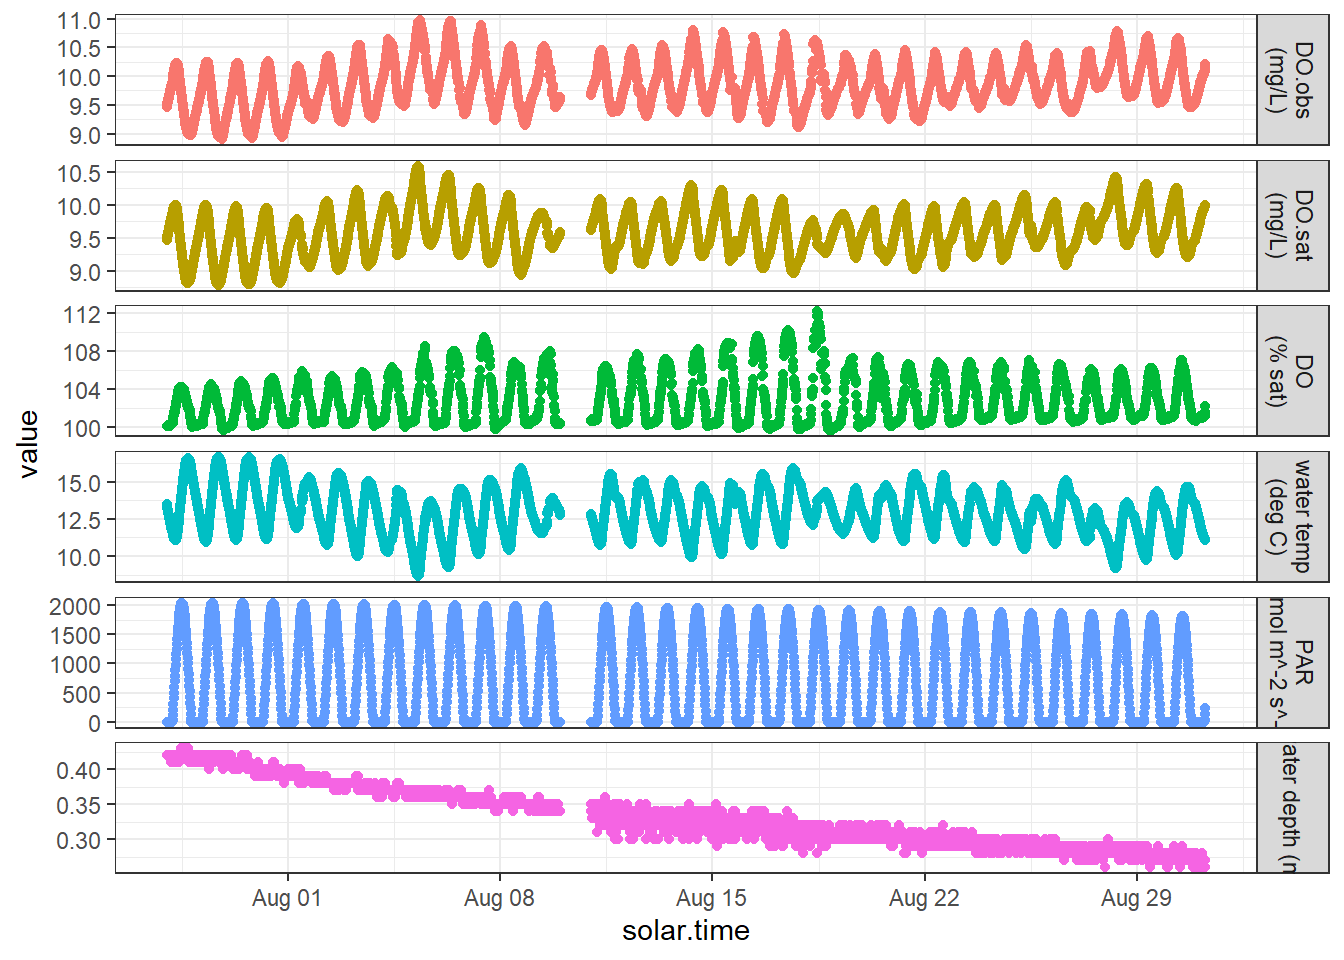 value
11.0
10.5
10.0
9.5
9.0
DO.obs
(mg/L)
10.5
10.0
9.5
9.0
DO.sat
(mg/L)
112
108
104
100
DO
(% sat)
15.0
12.5
10.0
water temp
(deg C)
2000
1500
1000
500
0
PAR
mol m^-2 s^-
0.40
0.35
0.30
ater depth (
Aug 01
Aug 08
Aug 15
Aug 22
Aug 29
solar.time